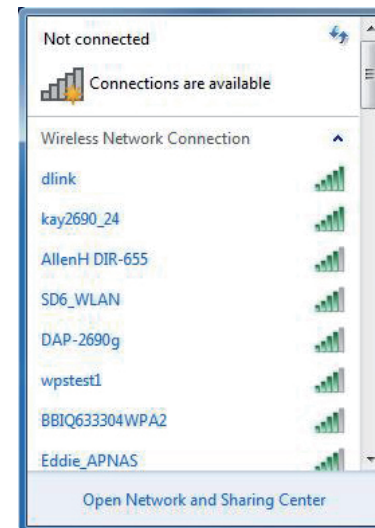 Not connected
Connections are available
Wireless Network Connection
dlink
kay2690_24
AllenH DIR-655
SD6_WLAN
DAP-2690g
wpstest1
BBIQ633304WPA2
Eddie_APNAS
Open Network and Sharing Center